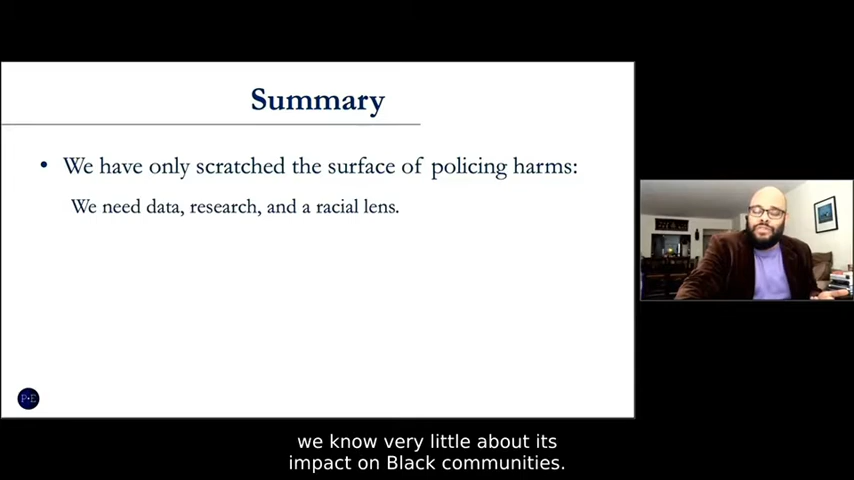 Summary
• We have only scratched the surface of policing harms:
We need data, research, and a racial lens.
P•E
we know very little about its
impact on Black communities.